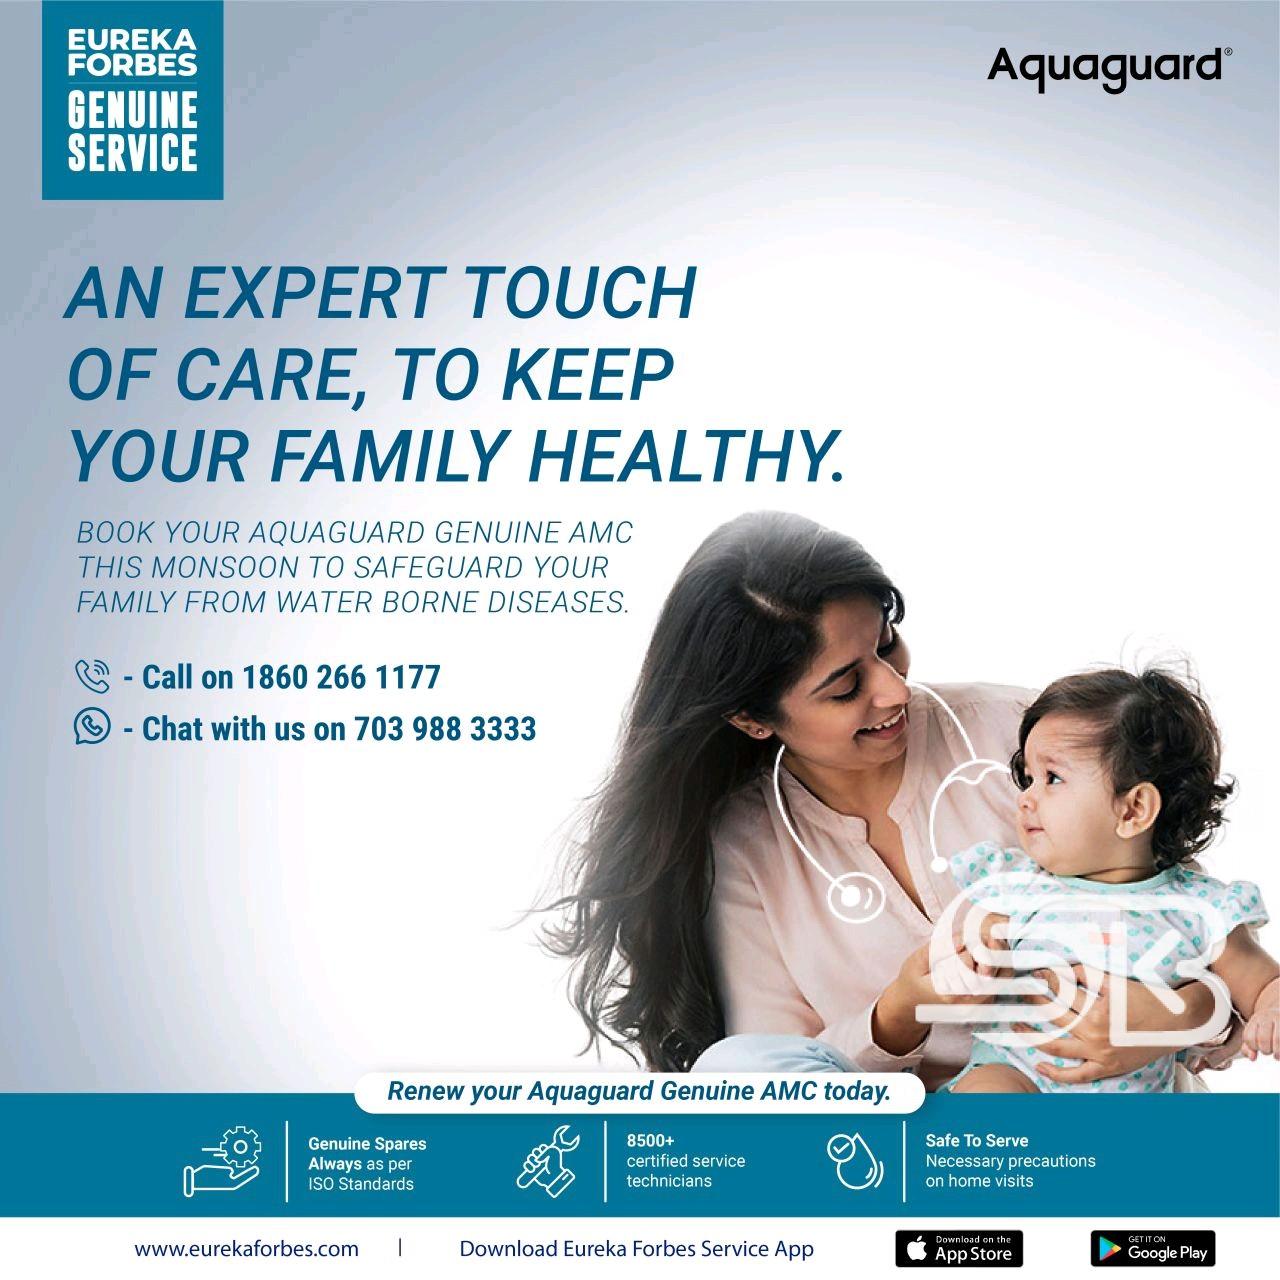 EUREKA
FORBES
GENUINE
SERVICE
Aquaguard®
AN EXPERT TOUCH
OF CARE, TO KEEP
YOUR FAMILY HEALTHY.
BOOK YOUR AQUAGUARD GENUINE AMC
THIS MONSOON TO SAFEGUARD YOUR
FAMILY FROM WATER BORNE DISEASES.
- Call on 1860 266 1177
- Chat with us on 703 988 3333
SKB
Renew your Aquaguard Genuine AMC today.
Genuine Spares
Always as per
ISO Standards
8500+
certified service
technicians
Safe To Serve
Necessary precautions
on home visits
www.eurekaforbes.com | Download Eureka Forbes Service App
Download on the
App Store
GET IT ON
Google Play